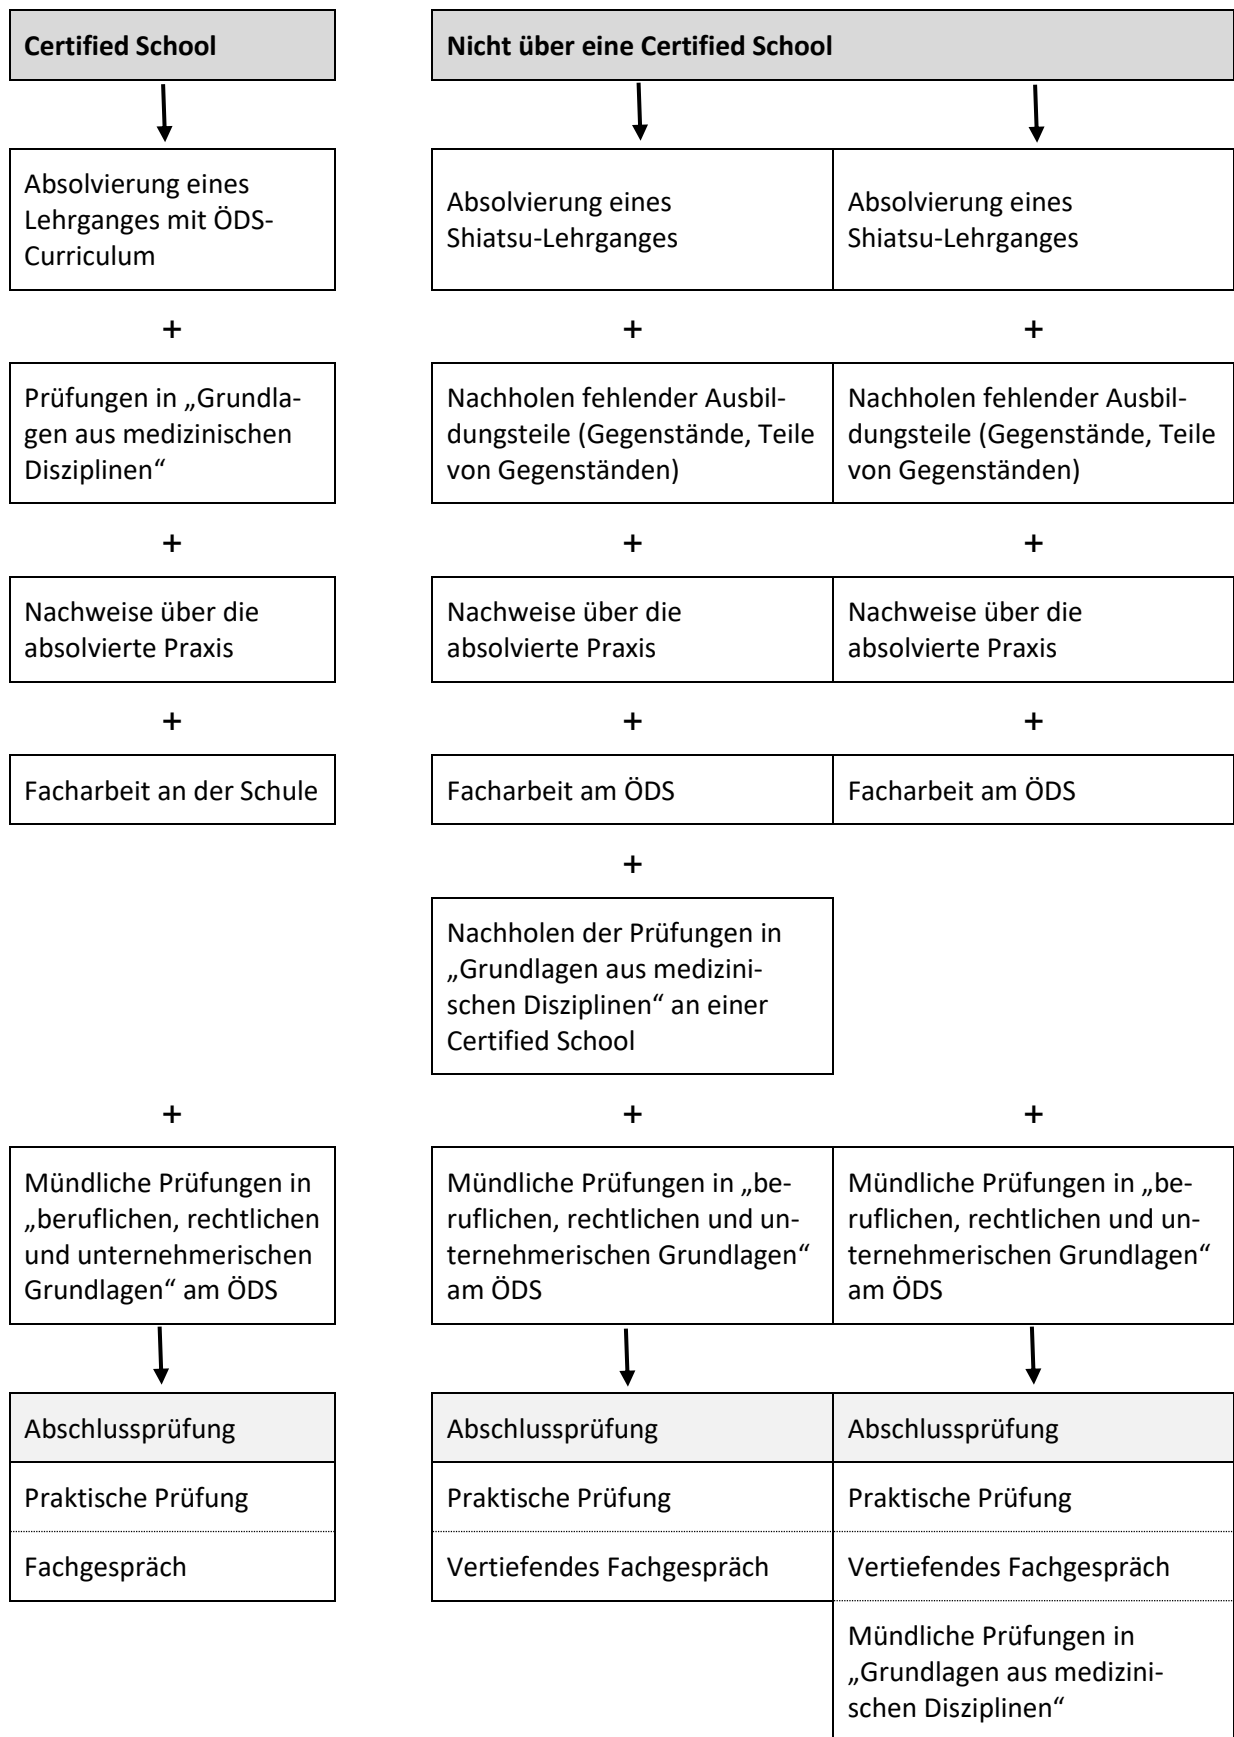 Certified School
Nicht über eine Certified School
Absolvierung eines
Lehrganges mit ÖDS-
Curriculum
Absolvierung eines
Shiatsu-Lehrganges
Absolvierung eines
Shiatsu-Lehrganges
+
+
+
Prüfungen in „Grundla-
gen aus medizinischen
Disziplinen“
Nachholen fehlender Ausbil-
dungsteile (Gegenstände, Teile
von Gegenständen)
Nachholen fehlender Ausbil-
dungsteile (Gegenstände, Teile
von Gegenständen)
+
+
+
Nachweise über die
absolvierte Praxis
Nachweise über die
absolvierte Praxis
Nachweise über die
absolvierte Praxis
+
+
+
Facharbeit an der Schule
Facharbeit am ÖDS
Facharbeit am ÖDS
+
Nachholen der Prüfungen in
„Grundlagen aus medizini-
schen Disziplinen“ an einer
Certified School
+
+
+
Mündliche Prüfungen in
„beruflichen, rechtlichen
und unternehmerischen
Grundlagen“ am ÖDS
Mündliche Prüfungen in „be-
ruflichen, rechtlichen und un-
ternehmerischen Grundlagen“
am ÖDS
Mündliche Prüfungen in „be-
ruflichen, rechtlichen und un-
ternehmerischen Grundlagen“
am ÖDS
Abschlussprüfung
Praktische Prüfung
Fachgespräch
Abschlussprüfung
Praktische Prüfung
Vertiefendes Fachgespräch
Abschlussprüfung
Praktische Prüfung
Vertiefendes Fachgespräch
Mündliche Prüfungen in
„Grundlagen aus medizini-
schen Disziplinen“